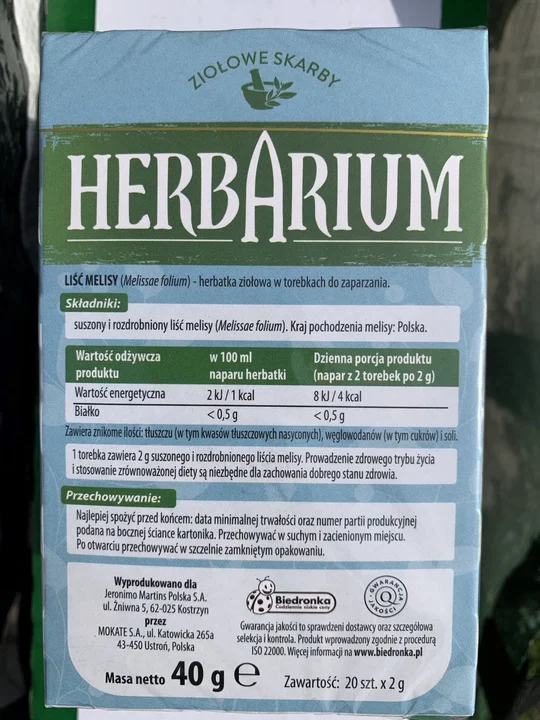 ZIOŁOWE SKARBY
HERBARIUM
LIŚĆ MELISY (Melissae folium) - herbatka ziołowa w torebkach do zaparzania.
Składniki:
suszony i rozdrobniony liść melisy (Melissae folium). Kraj pochodzenia melisy: Polska.
Wartość odżywcza produktu w 100 ml naparu herbatki Dzienna porcja produktu (napar z 2 torebek po 2 g)
Wartość energetyczna 2 kJ / 1 kcal 8 kJ / 4 kcal
Białko < 0,5 g < 0,5 g
Zawiera znikome ilości: tłuszczu (w tym kwasów tłuszczowych nasyconych), węglowodanów (w tym cukrów) i soli.
1 torebka zawiera 2 g suszonego i rozdrobnionego liścia melisy. Prowadzenie zdrowego trybu życia
i stosowanie zrównoważonej diety są niezbędne dla zachowania dobrego stanu zdrowia.
Przechowywanie:
Najlepiej spożyć przed końcem: data minimalnej trwałości oraz numer partii produkcyjnej
podana na bocznej ściance kartonika. Przechowywać w suchym i zacienionym miejscu.
Po otwarciu przechowywać w szczelnie zamkniętym opakowaniu.
Wyprodukowano dla
Jeronimo Martins Polska S.A.
ul. Żniwna 5, 62-025 Kostrzyn
przez
MOKATE S.A., ul. Katowicka 265a
43-450 Ustroń, Polska
Biedronka
Codziennie niskie ceny
GWARANCJA
Q
JAKOŚCI
Gwarancja jakości to sprawdzeni dostawcy oraz szczegółowa
selekcja i kontrola. Produkt wprowadzony zgodnie z procedurą
ISO 22000. Więcej informacji na www.biedronka.pl
Masa netto 40 g e
Zawartość: 20 szt. x 2 g